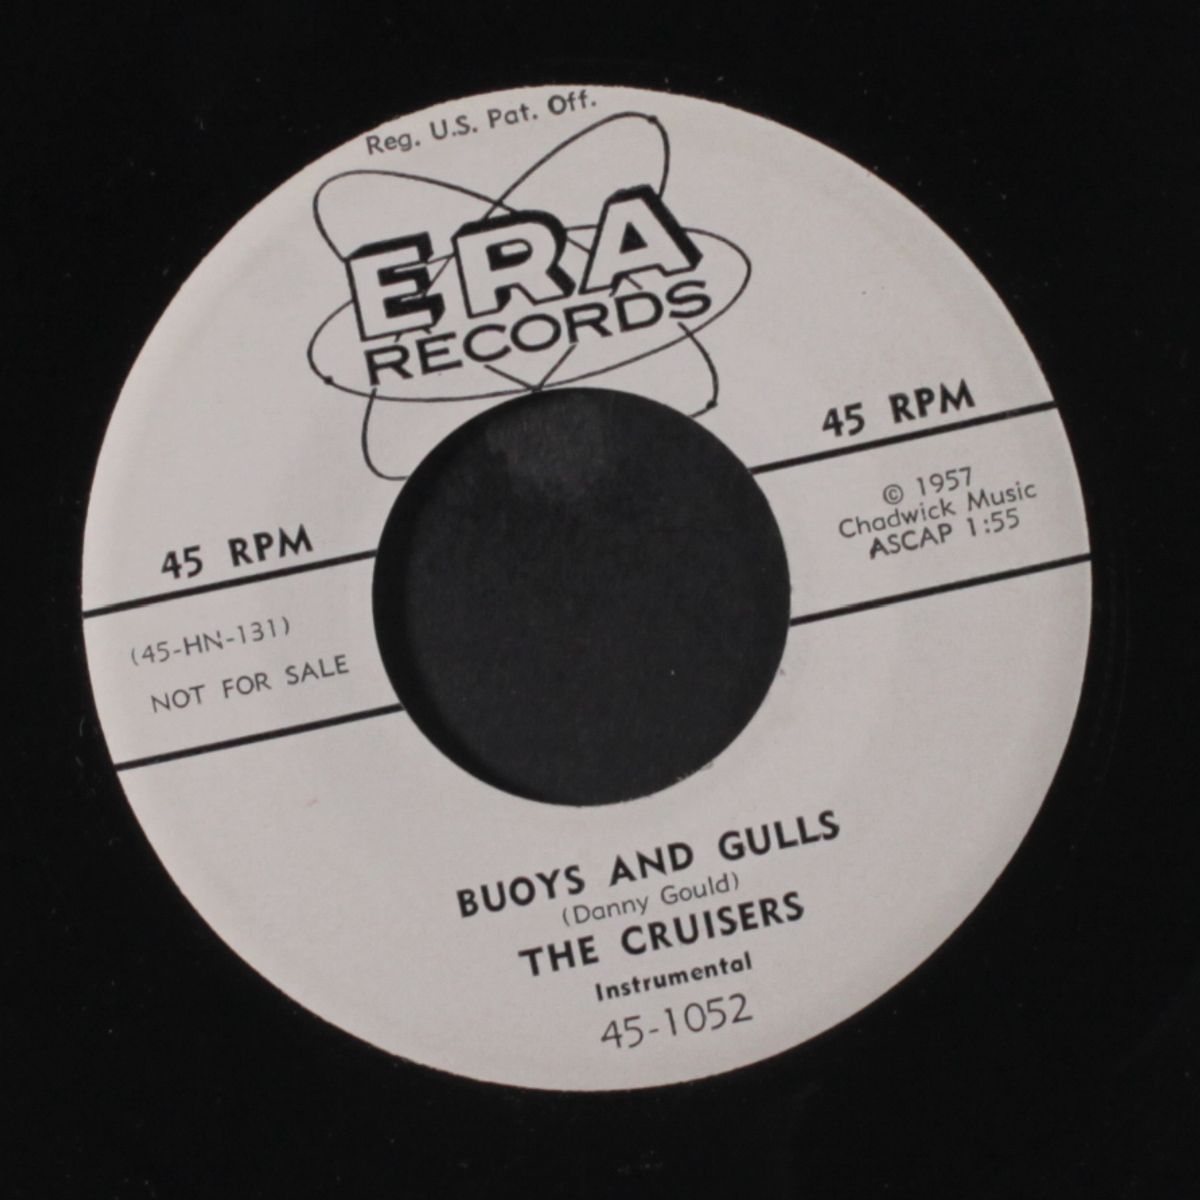 Reg. U.S. Pat. Off.
ERA
RECORDS
45 RPM
45 RPM
© 1957
Chadwick Music
ASCAP 1:55
(45-HN-131)
NOT FOR SALE
BUOYS AND GULLS
(Danny Gould)
THE CRUISERS
Instrumental
45-1052